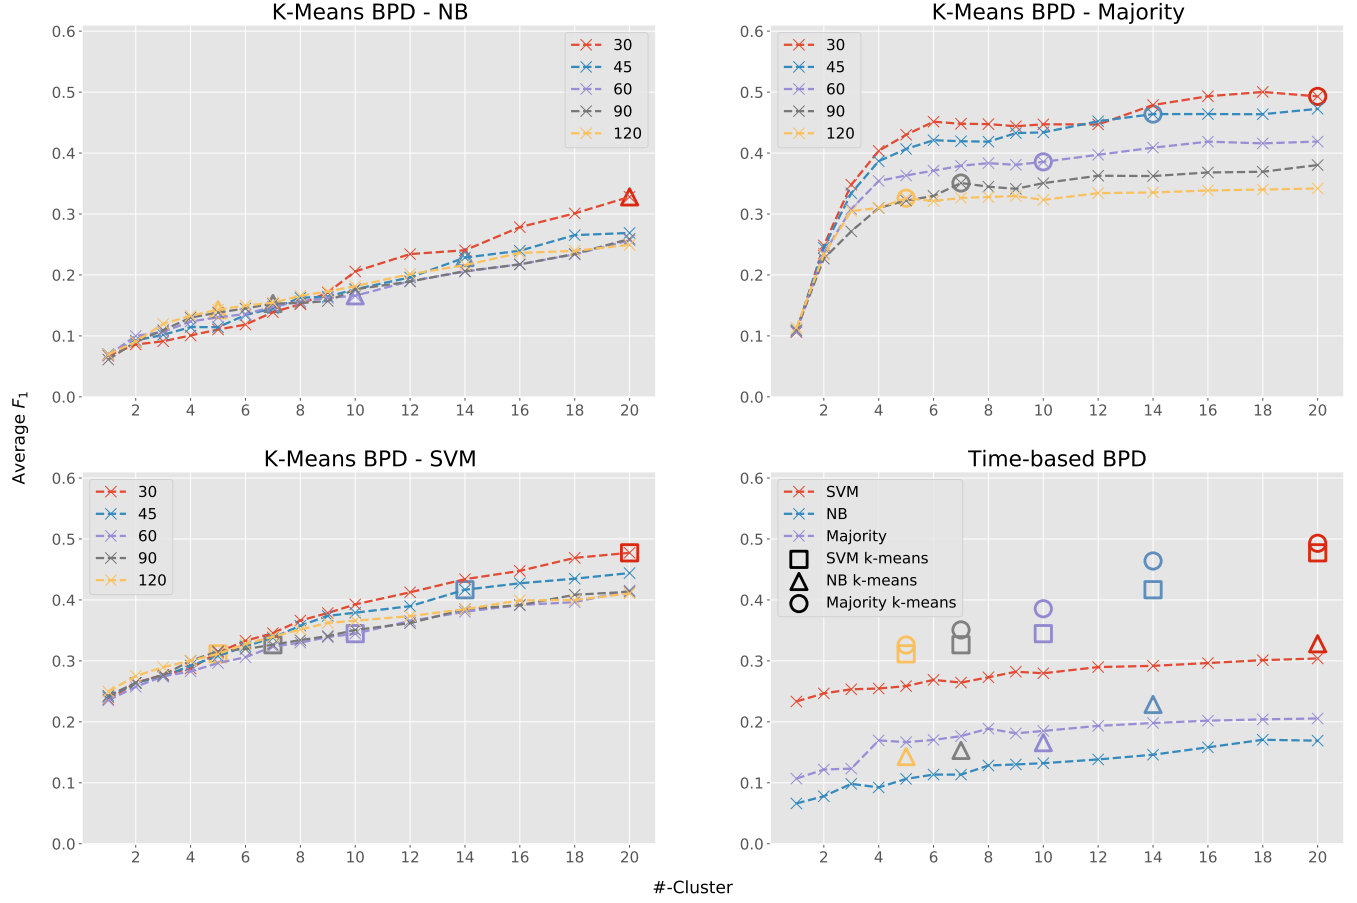 K-Means BPD - NB
0.6
0.5
0.4
0.3
0.2
0.1
0.0
30
45
60
90
120
2 4 6 8 10 12 14 16 18 20
K-Means BPD - Majority
0.6
0.5
0.4
0.3
0.2
0.1
0.0
30
45
60
90
120
2 4 6 8 10 12 14 16 18 20
Average F₁
K-Means BPD - SVM
0.6
0.5
0.4
0.3
0.2
0.1
0.0
30
45
60
90
120
2 4 6 8 10 12 14 16 18 20
Time-based BPD
0.6
0.5
0.4
0.3
0.2
0.1
0.0
SVM
NB
Majority
SVM k-means
NB k-means
Majority k-means
2 4 6 8 10 12 14 16 18 20
#-Cluster